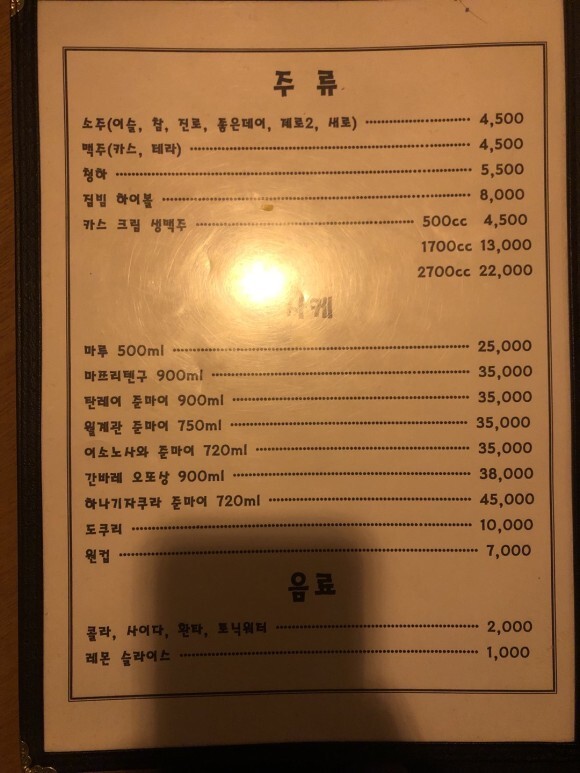 주 류
소주(이슬, 참, 진로, 좋은데이, 제로2, 새로) 4,500
맥주(카스, 테라) 4,500
청하 5,500
짐빔 하이볼 8,000
카스 크림 생맥주 500cc 4,500
1700cc 13,000
2700cc 22,000
사케
마루 500ml 25,000
마쯔리텐구 900ml 35,000
탄레이 준마이 900ml 35,000
월계관 준마이 750ml 35,000
이소노사와 준마이 720ml 35,000
간바레 오또상 900ml 38,000
하나기자쿠라 준마이 720ml 45,000
도쿠리 10,000
원컵 7,000
음료
콜라, 사이다, 환타, 토닉워터 2,000
레몬 슬라이스 1,000